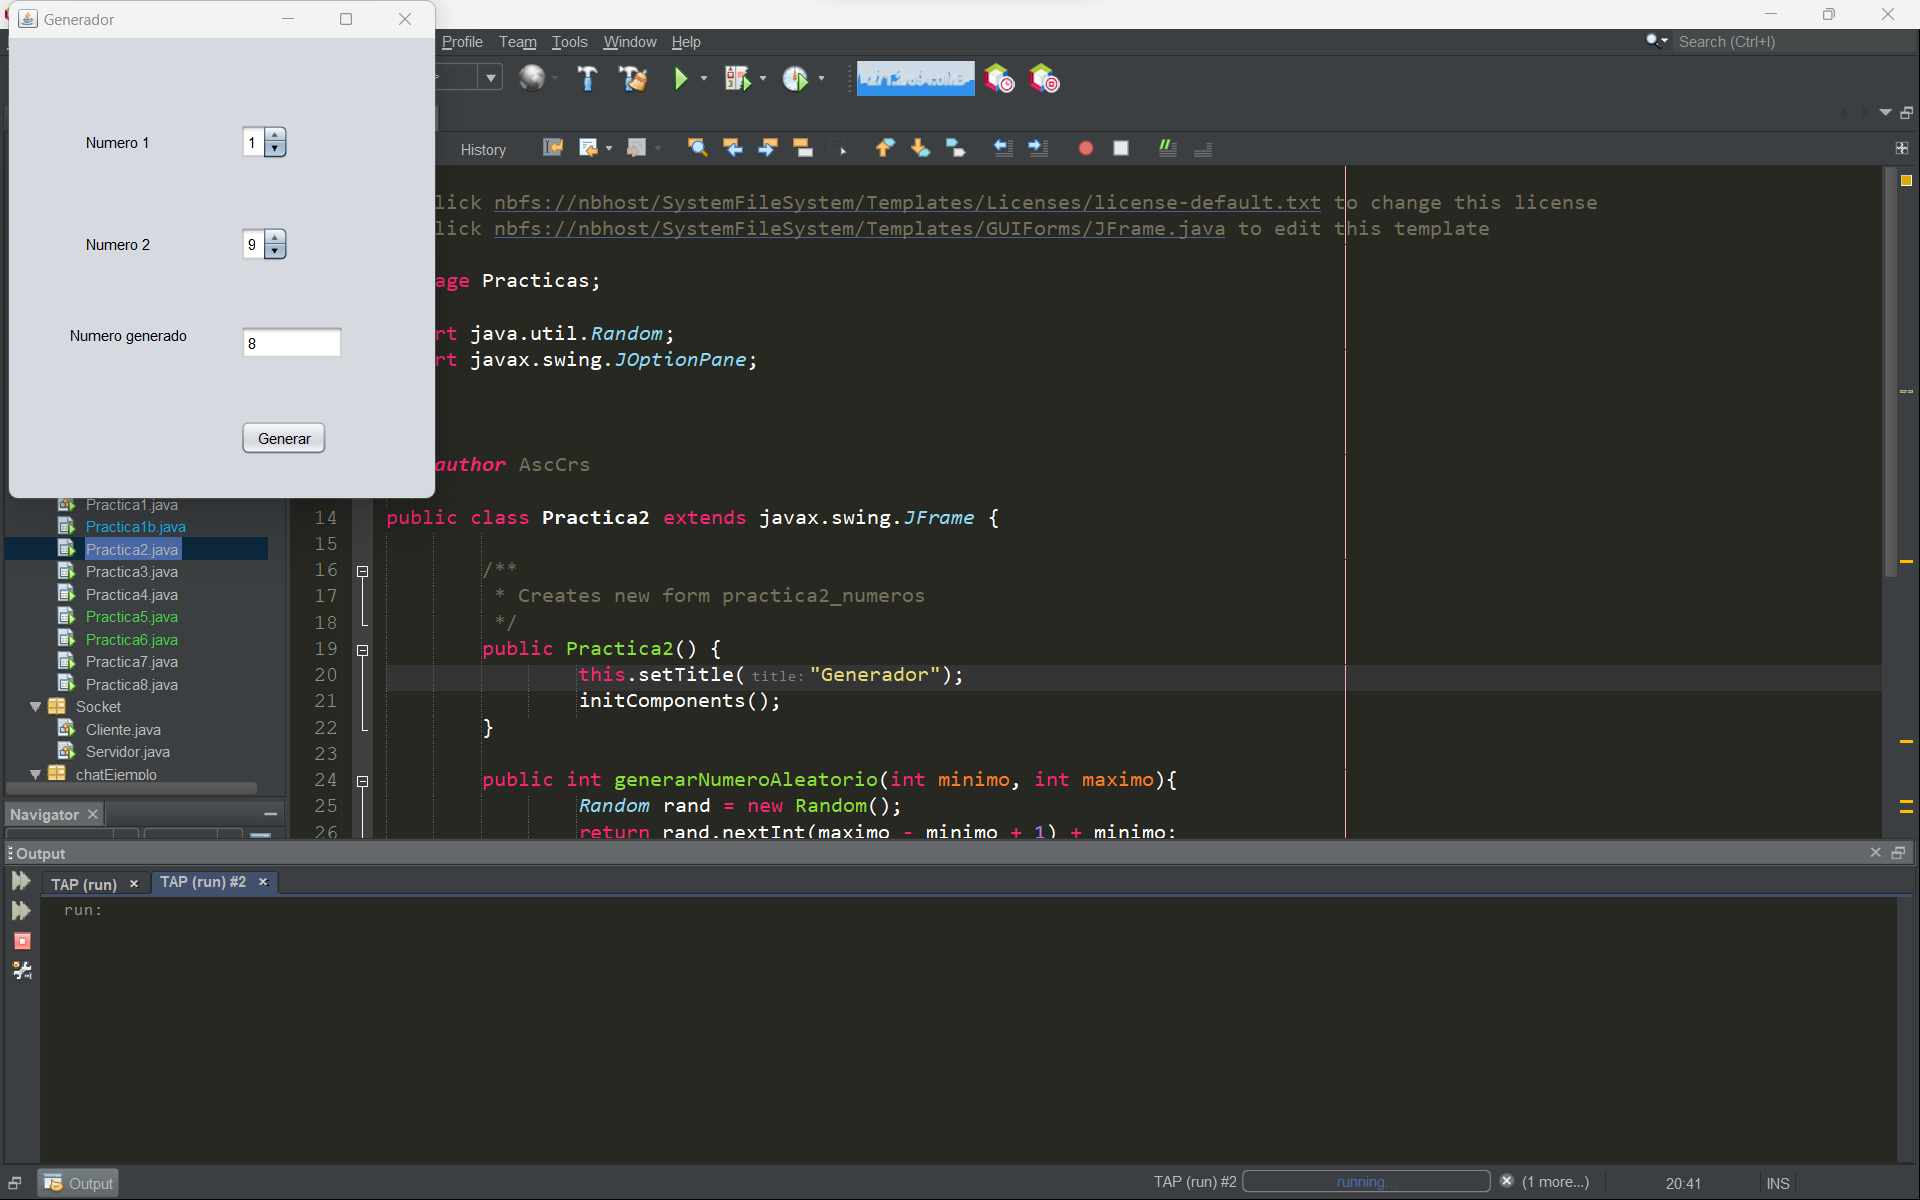 Generador
Profile Team Tools Window Help
Search (Ctrl+I)
History
Numero 1 1
Numero 2 9
Numero generado 8
Generar
lick nbfs://nbhost/SystemFileSystem/Templates/Licenses/license-default.txt to change this license
lick nbfs://nbhost/SystemFileSystem/Templates/GUIForms/JFrame.java to edit this template
age Practicas;
rt java.util.Random;
rt javax.swing.JOptionPane;
author AscCrs
14 public class Practica2 extends javax.swing.JFrame {
15
16 /**
17 * Creates new form practica2_numeros
18 */
19 public Practica2() {
20 this.setTitle( title: "Generador");
21 initComponents();
22 }
23
24 public int generarNumeroAleatorio(int minimo, int maximo){
25 Random rand = new Random();
26 return rand.nextInt(maximo - minimo + 1) + minimo;
Practica1.java
Practica1b.java
Practica2.java
Practica3.java
Practica4.java
Practica5.java
Practica6.java
Practica7.java
Practica8.java
Socket
Cliente.java
Servidor.java
chatEjemplo
Navigator
Output
TAP (run) TAP (run) #2
run:
Output
TAP (run) #2 running... (1 more...) 20:41 INS